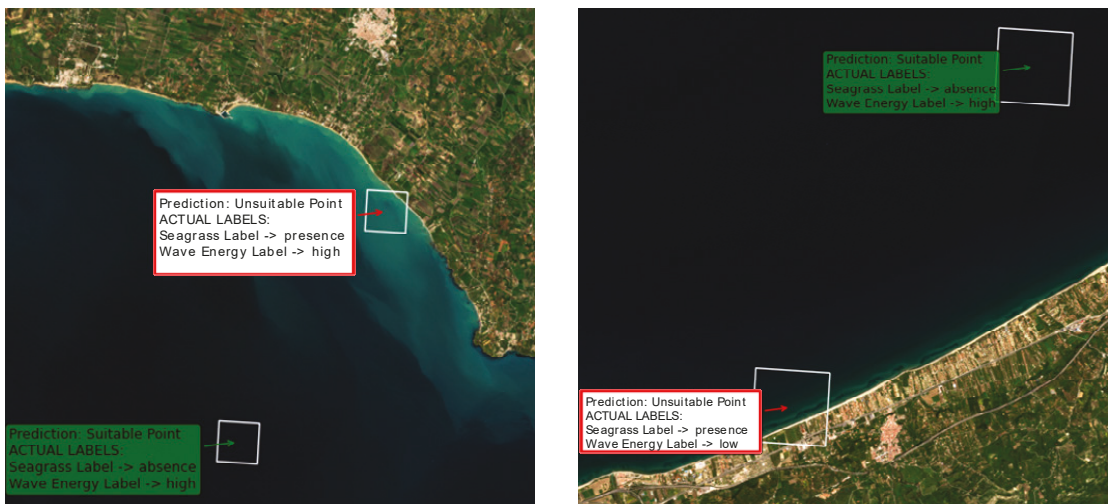 Prediction: Unsuitable Point
ACTUAL LABELS:
Seagrass Label -> presence
Wave Energy Label -> high
Prediction: Suitable Point
ACTUAL LABELS:
Seagrass Label -> absence
Wave Energy Label -> high
Prediction: Suitable Point
ACTUAL LABELS:
Seagrass Label -> absence
Wave Energy Label -> high
Prediction: Unsuitable Point
ACTUAL LABELS:
Seagrass Label -> presence
Wave Energy Label -> low